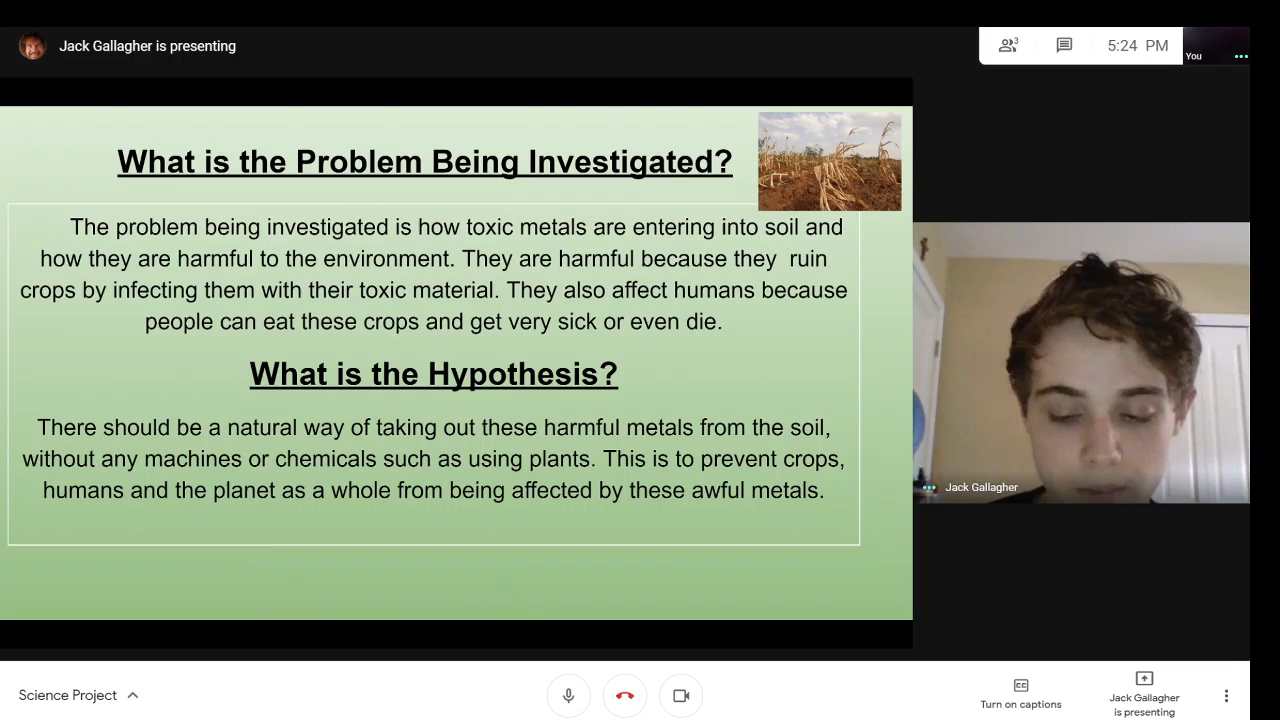 Jack Gallagher is presenting
3
5:24 PM
You
What is the Problem Being Investigated?
The problem being investigated is how toxic metals are entering into soil and
how they are harmful to the environment. They are harmful because they  ruin
crops by infecting them with their toxic material. They also affect humans because
people can eat these crops and get very sick or even die.
What is the Hypothesis?
There should be a natural way of taking out these harmful metals from the soil,
without any machines or chemicals such as using plants. This is to prevent crops,
humans and the planet as a whole from being affected by these awful metals.
Jack Gallagher
Science Project
CC
Turn on captions
Jack Gallagher
is presenting